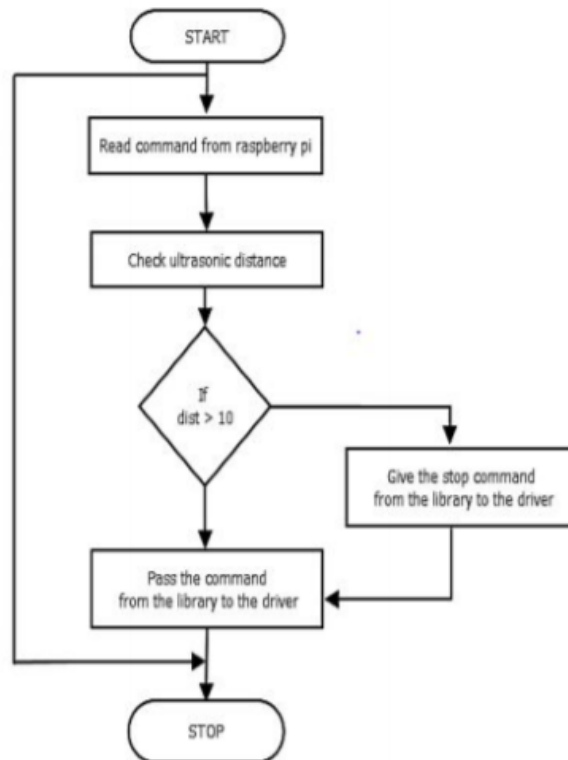 START
Read command from raspberry pi
Check ultrasonic distance
If
dist > 10
Give the stop command
from the library to the driver
Pass the command
from the library to the driver
STOP